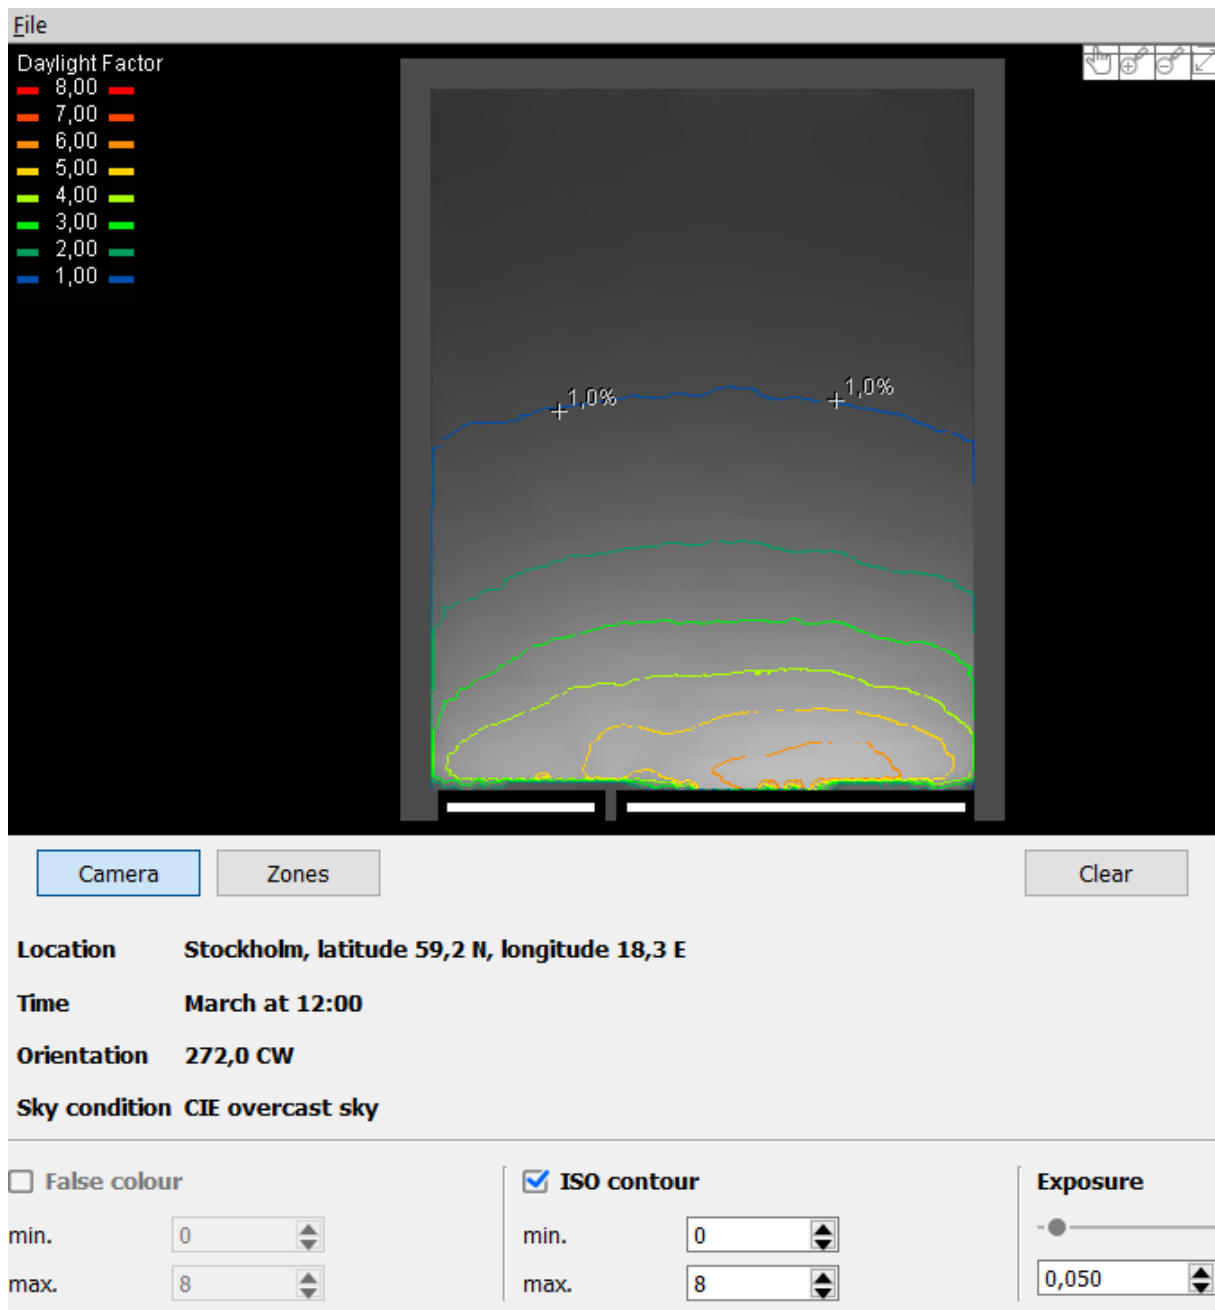 File
Daylight Factor
8,00
7,00
6,00
5,00
4,00
3,00
2,00
1,00
1,0%
1,0%
Camera Zones Clear
Location Stockholm, latitude 59,2 N, longitude 18,3 E
Time March at 12:00
Orientation 272,0 CW
Sky condition CIE overcast sky
False colour ISO contour Exposure
min. 0 min. 0
max. 8 max. 8 0,050